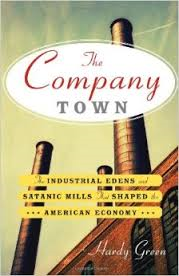 The
Company
TOWN
The INDUSTRIAL EDENS and
SATANIC MILLS That SHAPED the
AMERICAN ECONOMY
Hardy Green